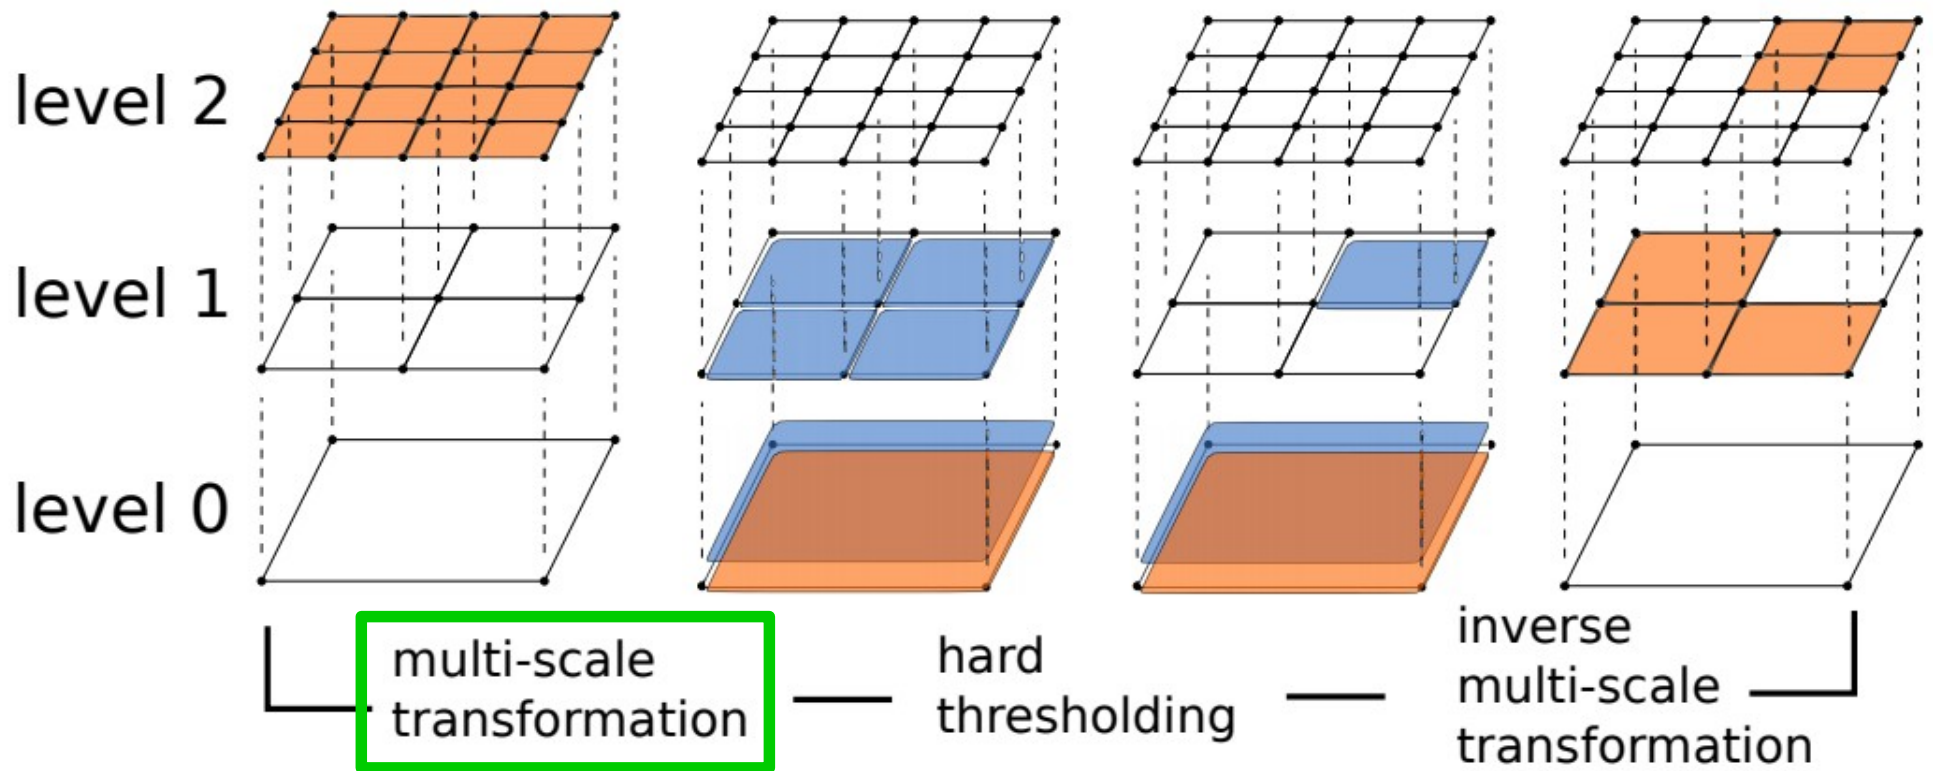 level 2
level 1
level 0
multi-scale
transformation
hard
thresholding
inverse
multi-scale
transformation